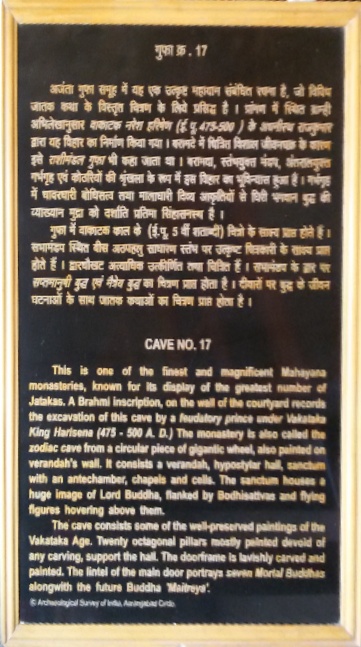 गुफा क्र. 17
अजंता गुफा समूह में यह एक उत्कृष्ट महायान संबंधित रचना है, जो विविध
जातक कथा के विस्तृत चित्रण के लिये प्रसिद्ध है । प्रांगण में स्थित ब्राम्ही
अभिलेखानुसार वाकाटक नरेश हरिषेण (ई.पू. 475-500 ) के अधीनस्थ राजकुमार
द्वारा यह विहार का निर्माण किया गया । बरामदे में चित्रित विशाल जीवनचक्र के कारण
इसे राशीमंडल गुफा भी कहा जाता था । बरामदा, स्तंभयुक्त मंडप, अंतरालयुक्त
गर्भगृह एवं कोठरियों की श्रृंखला के रूप में इस विहार का भूविन्यास हुआ है । गर्भगृह
में चावरधारी बोधिसत्व तथा मालाधारी दिव्य आकृतियों से घिरी भगवान बुद्ध की
व्याख्यान मुद्रा को दर्शाति प्रतिमा सिंहासनस्थ है ।
गुफा में वाकाटक काल के (ई.पू. 5 वीं शताब्दी) चित्रो के साक्ष्य प्राप्त होते हैं ।
सभामंडप स्थित बीस अठपहलु साधारण स्तंभ पर उत्कृष्ट चित्रकारी के साक्ष्य प्राप्त
होते हैं । द्वारचौखट अत्याधिक उत्कीर्णित तथा चित्रित हैं । सभामंडप के द्वार पर
सप्तमानुषी बुद्ध एवं मैत्रेय बुद्ध का चित्रण प्राप्त होता है । दीवारों पर बुद्ध के जीवन
घटनाओं के साथ जातक कथाओं का चित्रण प्राप्त होता है ।
CAVE NO. 17
This is one of the finest and magnificent Mahayana
monasteries, known for its display of the greatest number of
Jatakas. A Brahmi inscription, on the wall of the courtyard records
the excavation of this cave by a feudatory prince under Vakataka
King Harisena (475 - 500 A. D.) The monastery is also called the
zodiac cave from a circular piece of gigantic wheel, also painted on
verandah's wall. It consists a verandah, hypostylar hall, sanctum
with an antechamber, chapels and cells. The sanctum houses a
huge image of Lord Buddha, flanked by Bodhisattvas and flying
figures hovering above them.
The cave consists some of the well-preserved paintings of the
Vakataka Age. Twenty octagonal pillars mostly painted devoid of
any carving, support the hall. The doorframe is lavishly carved and
painted. The lintel of the main door portrays seven Mortal Buddhas
alongwith the future Buddha 'Maitreya'.
© Archaeological Survey of India, Aurangabad Circle.